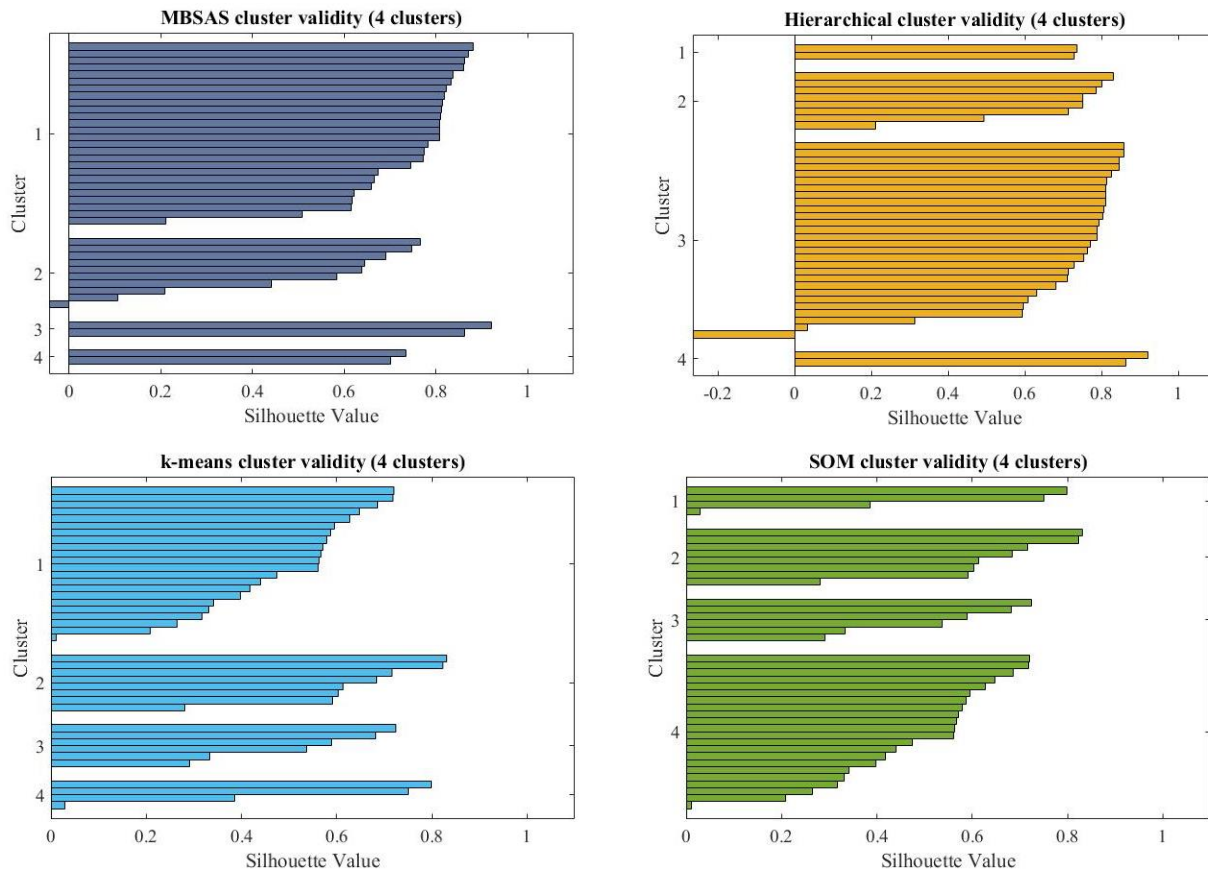 MBSAS cluster validity (4 clusters)
Cluster
1
2
3
4
0 0.2 0.4 0.6 0.8 1
Silhouette Value
Hierarchical cluster validity (4 clusters)
Cluster
1
2
3
4
-0.2 0 0.2 0.4 0.6 0.8 1
Silhouette Value
k-means cluster validity (4 clusters)
Cluster
1
2
3
4
0 0.2 0.4 0.6 0.8 1
Silhouette Value
SOM cluster validity (4 clusters)
Cluster
1
2
3
4
0 0.2 0.4 0.6 0.8 1
Silhouette Value